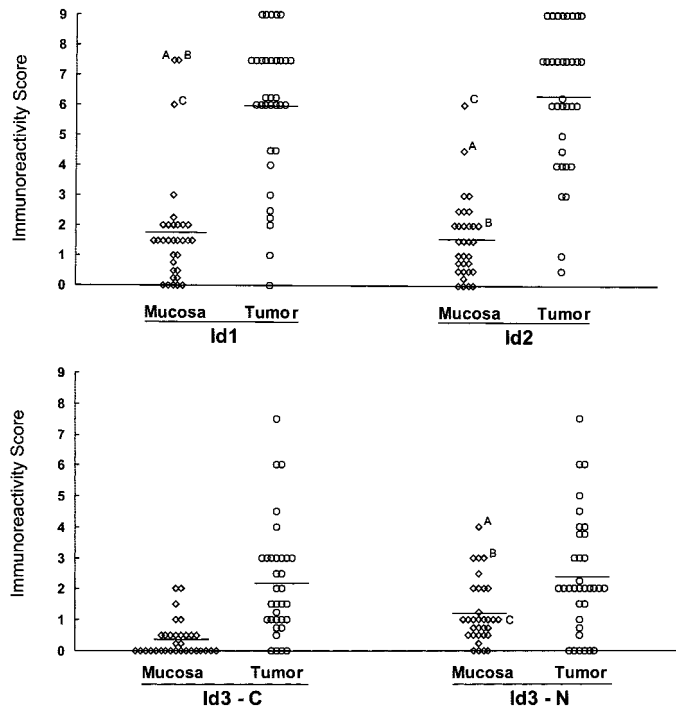 9
8
7
6
5
4
3
2
1
0
Immunoreactivity Score
A B
C
C
A
B
Mucosa Tumor Mucosa Tumor
Id1 Id2
9
8
7
6
5
4
3
2
1
0
Immunoreactivity Score
A
B
C
Mucosa Tumor Mucosa Tumor
Id3 - C Id3 - N